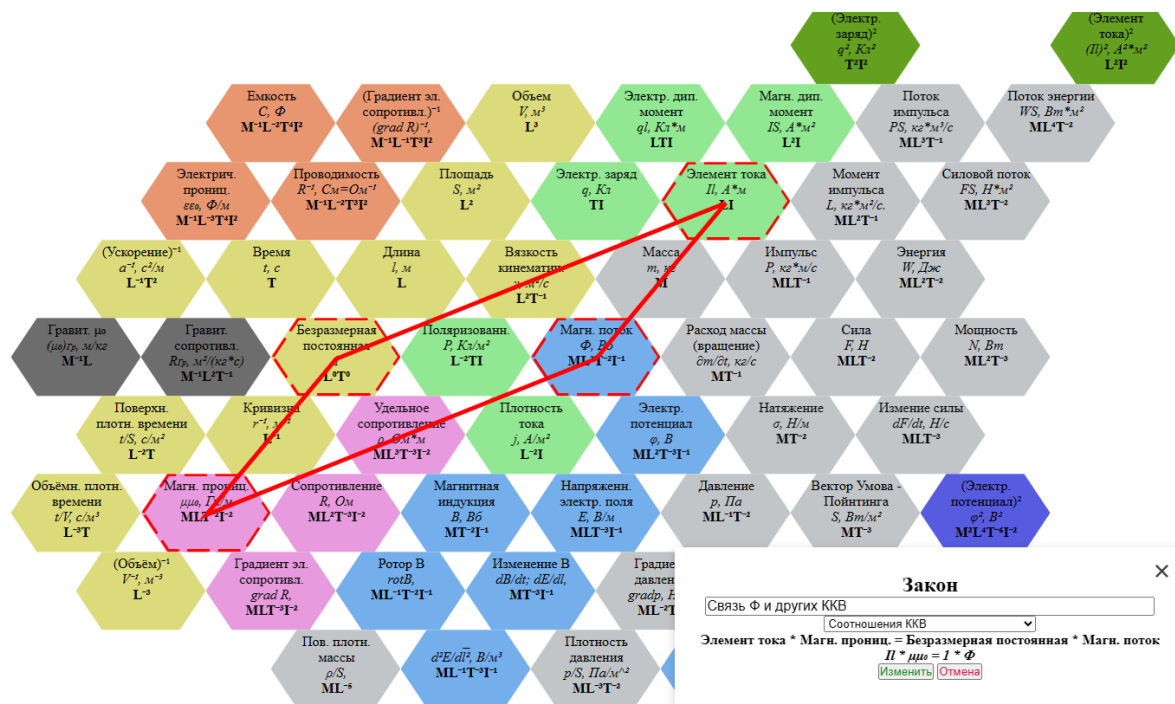 (Электр. заряд)²
q², Кл²
T²I²
(Элемент тока)²
(Il)², А²*м²
L²I²
Емкость
C, Ф
M⁻¹L⁻²T⁴I²
(Градиент эл. сопротивл.)⁻¹
(grad R)⁻¹,
M⁻¹L⁻¹T³I²
Объем
V, м³
L³
Электр. дип. момент
ql, Кл*м
LTI
Магн. дип. момент
IS, А*м²
L²I
Поток импульса
PS, кг*м³/с
ML³T⁻¹
Поток энергии
WS, Вт*м²
ML⁴T⁻²
Электрич. прониц.
εε₀, Ф/м
M⁻¹L⁻³T⁴I²
Проводимость
R⁻¹, См=Ом⁻¹
M⁻¹L⁻²T³I²
Площадь
S, м²
L²
Электр. заряд
q, Кл
TI
Элемент тока
Il, А*м
LI
Момент импульса
L, кг*м²/с.
ML²T⁻¹
Силовой поток
FS, Н*м²
ML³T⁻²
(Ускорение)⁻¹
a⁻¹, с²/м
L⁻¹T²
Время
t, с
T
Длина
l, м
L
Вязкость
кинематич.
м²/с
L²T⁻¹
Масса
m, кг
M
Импульс
P, кг*м/с
MLT⁻¹
Энергия
W, Дж
ML²T⁻²
Гравит. μ₀
(μ₀)гр, м/кг
M⁻¹L
Гравит. сопротивл.
Rгр, м²/(кг*с)
M⁻¹L²T⁻¹
Безразмерная постоянная
L⁰T⁰
Поляризованн.
P, Кл/м²
L⁻²TI
Магн. поток
Ф, Вб
ML²T⁻²I⁻¹
Расход массы (вращение)
∂m/∂t, кг/с
MT⁻¹
Сила
F, Н
MLT⁻²
Мощность
N, Вт
ML²T⁻³
Поверхн. плотн. времени
t/S, с/м²
L⁻²T
Кривизна
r⁻¹, м⁻¹
L⁻¹
Удельное сопротивление
ρ, Ом*м
ML³T⁻³I⁻²
Плотность тока
j, А/м²
L⁻²I
Электр. потенциал
φ, В
ML²T⁻³I⁻¹
Натяжение
σ, Н/м
MT⁻²
Измение силы
dF/dt, Н/с
MLT⁻³
Объёмн. плотн. времени
t/V, с/м³
L⁻³T
Магн. прониц.
μμ₀, Гн/м
MLT⁻²I⁻²
Сопротивление
R, Ом
ML²T⁻³I⁻²
Магнитная индукция
B, Вб
MT⁻²I⁻¹
Напряженн. электр. поля
E, В/м
MLT⁻³I⁻¹
Давление
p, Па
ML⁻¹T⁻²
Вектор Умова - Пойнтинга
S, Вт/м²
MT⁻³
(Электр. потенциал)²
φ², В²
M²L⁴T⁻⁶I⁻²
(Объём)⁻¹
V⁻¹, м⁻³
L⁻³
Градиент эл. сопротивл.
grad R,
MLT⁻³I⁻²
Ротор B
rotB,
ML⁻¹T⁻²I⁻¹
Изменение B
dB/dt; dE/dl,
MT⁻³I⁻¹
Пов. плотн. массы
ρ/S,
ML⁻⁵
d²E/dl², В/м³
ML⁻¹T⁻³I⁻¹
Плотность давления
p/S, Па/м^²
ML⁻³T⁻²
×
Закон
Связь Ф и других ККВ
Соотношения ККВ
Элемент тока * Магн. прониц. = Безразмерная постоянная * Магн. поток
Il * μμ₀ = 1 * Ф
Изменить Отмена